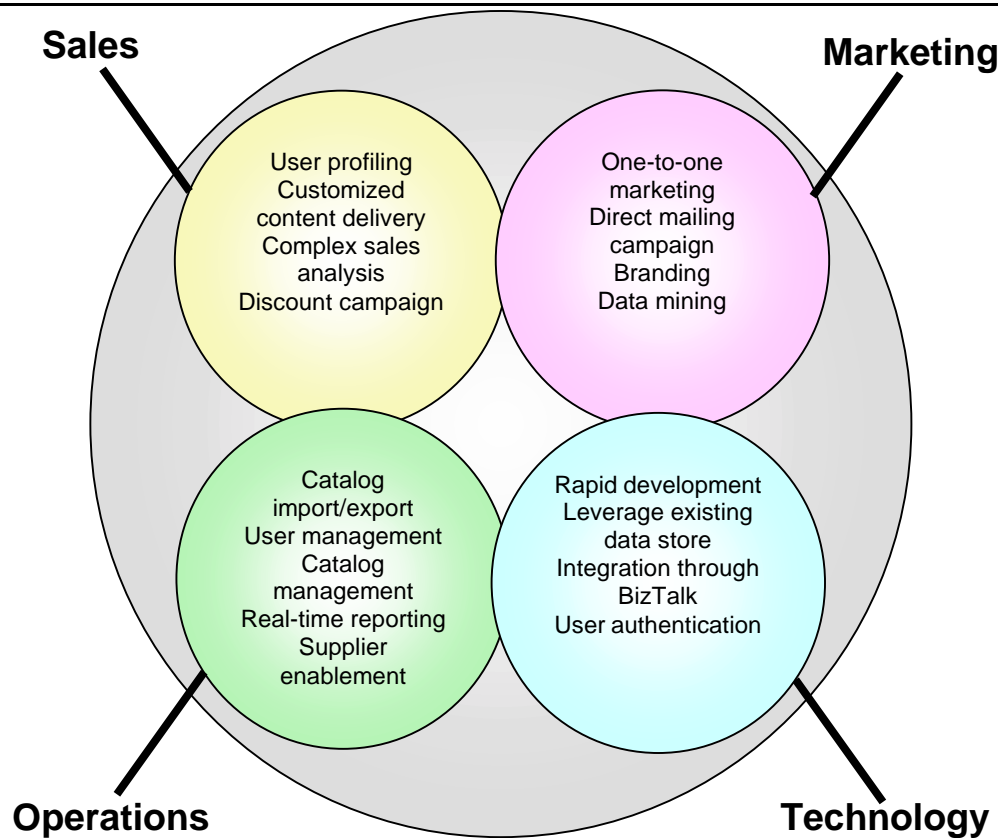 Sales
Marketing
User profiling
Customized
content delivery
Complex sales
analysis
Discount campaign
One-to-one
marketing
Direct mailing
campaign
Branding
Data mining
Catalog
import/export
User management
Catalog
management
Real-time reporting
Supplier
enablement
Rapid development
Leverage existing
data store
Integration through
BizTalk
User authentication
Operations
Technology